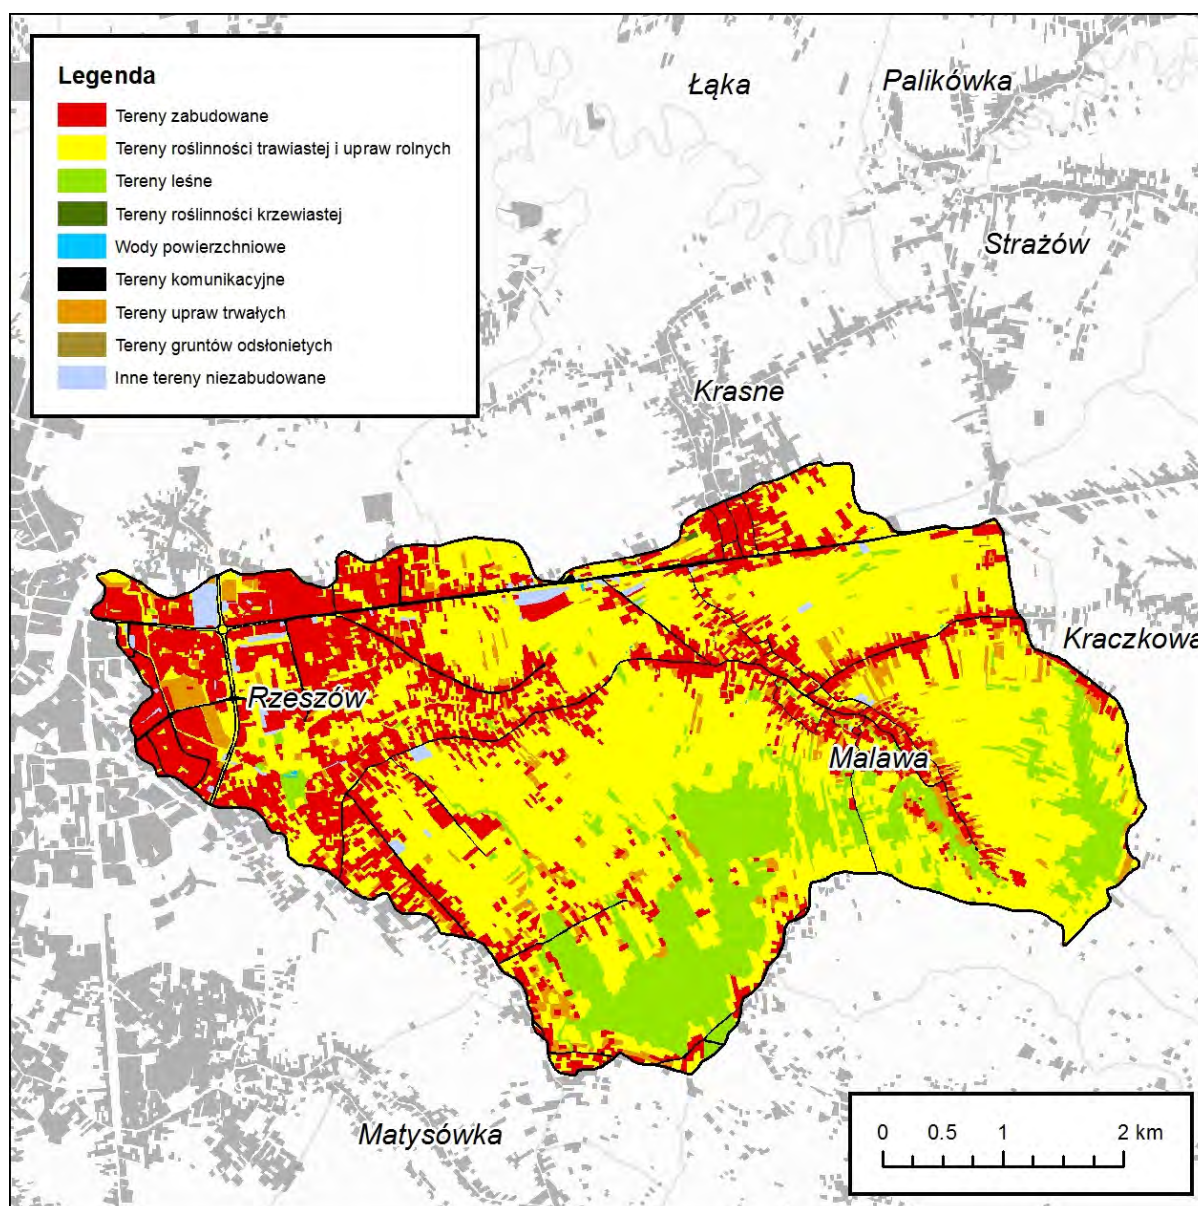 Legenda
Tereny zabudowane
Tereny roślinności trawiastej i upraw rolnych
Tereny leśne
Tereny roślinności krzewiastej
Wody powierzchniowe
Tereny komunikacyjne
Tereny upraw trwałych
Tereny gruntów odsłonietych
Inne tereny niezabudowane
Łąka
Palikówka
Strażów
Krasne
Kraczkowa
Rzeszów
Malawa
Matysówka
0 0.5 1 2 km